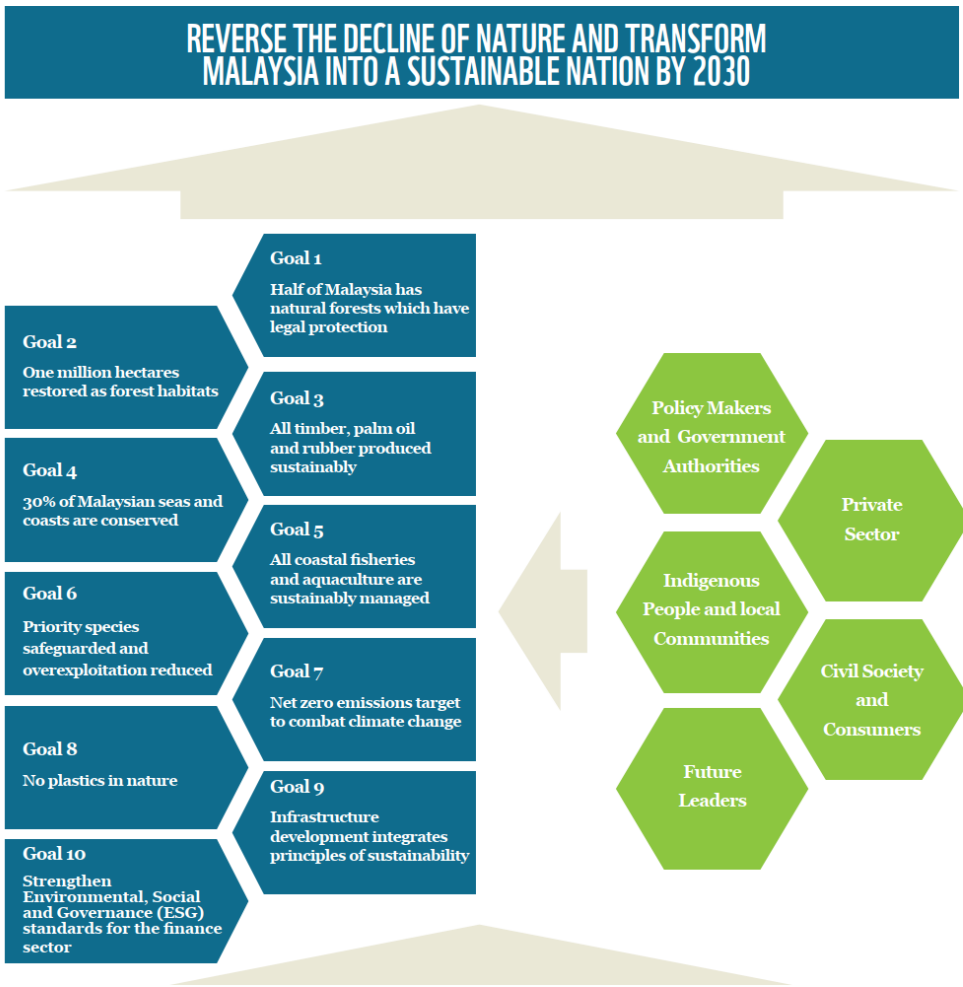 REVERSE THE DECLINE OF NATURE AND TRANSFORM
MALAYSIA INTO A SUSTAINABLE NATION BY 2030
Goal 1
Half of Malaysia has
natural forests which have
legal protection
Goal 2
One million hectares
restored as forest habitats
Goal 3
All timber, palm oil
and rubber produced
sustainably
Goal 4
30% of Malaysian seas and
coasts are conserved
Goal 5
All coastal fisheries
and aquaculture are
sustainably managed
Goal 6
Priority species
safeguarded and
overexploitation reduced
Goal 7
Net zero emissions target
to combat climate change
Goal 8
No plastics in nature
Goal 9
Infrastructure
development integrates
principles of sustainability
Goal 10
Strengthen
Environmental, Social
and Governance (ESG)
standards for the finance
sector
Policy Makers
and Government
Authorities
Private
Sector
Indigenous
People and local
Communities
Civil Society
and
Consumers
Future
Leaders